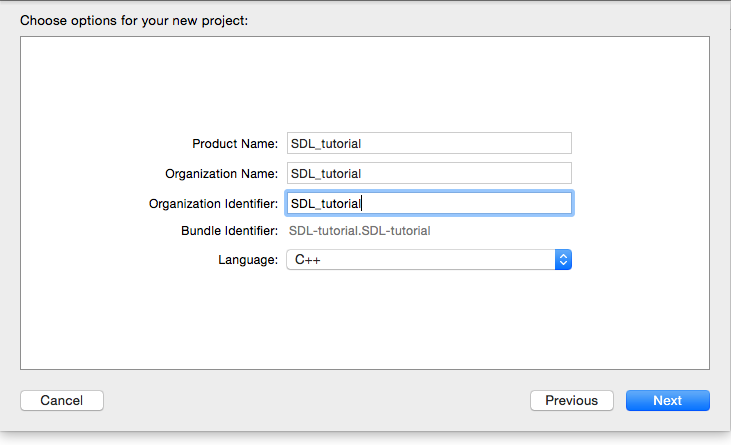 Choose options for your new project:
Product Name: SDL_tutorial
Organization Name: SDL_tutorial
Organization Identifier: SDL_tutorial
Bundle Identifier: SDL-tutorial.SDL-tutorial
Language: C++
Cancel Previous Next